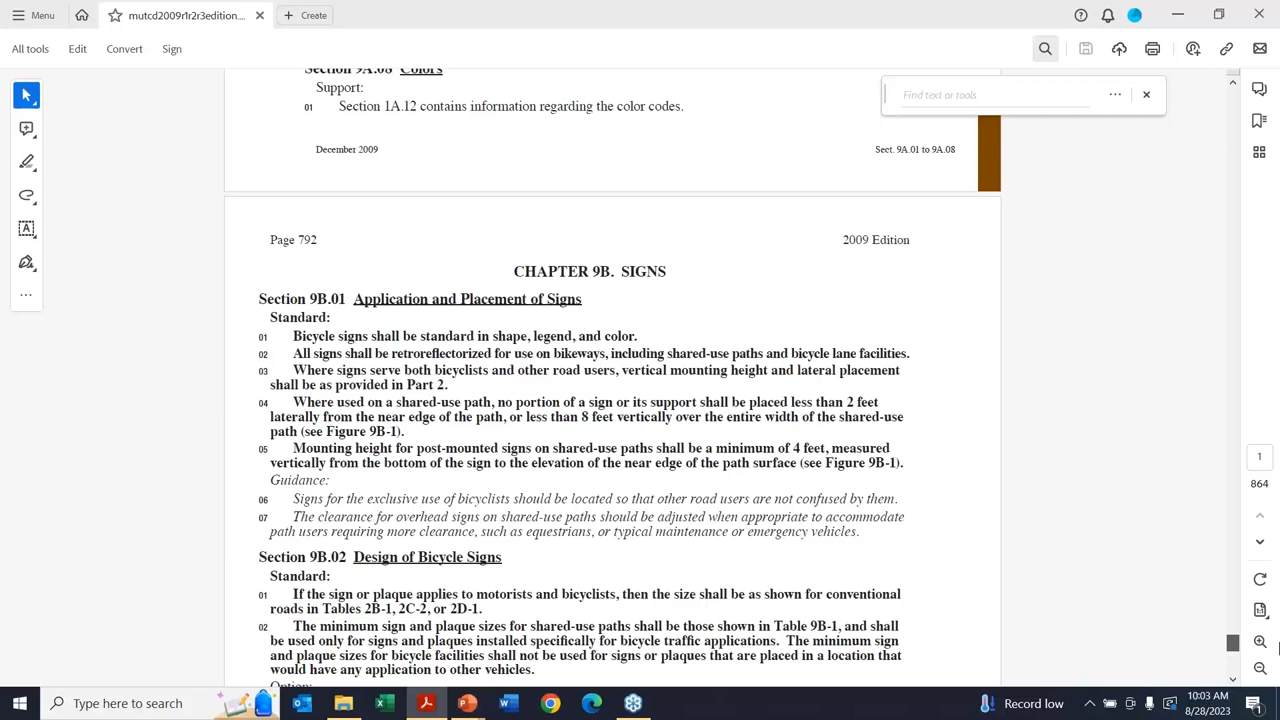 Menu
mutcd2009r1r2r3edition....
Create
All tools
Edit
Convert
Sign
Find text or tools
Section 9A.08 Colors
Support:
01 Section 1A.12 contains information regarding the color codes.
December 2009
Sect. 9A.01 to 9A.08
Page 792
2009 Edition
CHAPTER 9B. SIGNS
Section 9B.01 Application and Placement of Signs
Standard:
01 Bicycle signs shall be standard in shape, legend, and color.
02 All signs shall be retroreflectorized for use on bikeways, including shared-use paths and bicycle lane facilities.
03 Where signs serve both bicyclists and other road users, vertical mounting height and lateral placement
shall be as provided in Part 2.
04 Where used on a shared-use path, no portion of a sign or its support shall be placed less than 2 feet
laterally from the near edge of the path, or less than 8 feet vertically over the entire width of the shared-use
path (see Figure 9B-1).
05 Mounting height for post-mounted signs on shared-use paths shall be a minimum of 4 feet, measured
vertically from the bottom of the sign to the elevation of the near edge of the path surface (see Figure 9B-1).
Guidance:
06 Signs for the exclusive use of bicyclists should be located so that other road users are not confused by them.
07 The clearance for overhead signs on shared-use paths should be adjusted when appropriate to accommodate
path users requiring more clearance, such as equestrians, or typical maintenance or emergency vehicles.
Section 9B.02 Design of Bicycle Signs
Standard:
01 If the sign or plaque applies to motorists and bicyclists, then the size shall be as shown for conventional
roads in Tables 2B-1, 2C-2, or 2D-1.
02 The minimum sign and plaque sizes for shared-use paths shall be those shown in Table 9B-1, and shall
be used only for signs and plaques installed specifically for bicycle traffic applications. The minimum sign
and plaque sizes for bicycle facilities shall not be used for signs or plaques that are placed in a location that
would have any application to other vehicles.
Option:
1
864
Type here to search
Record low
10:03 AM
8/28/2023
1